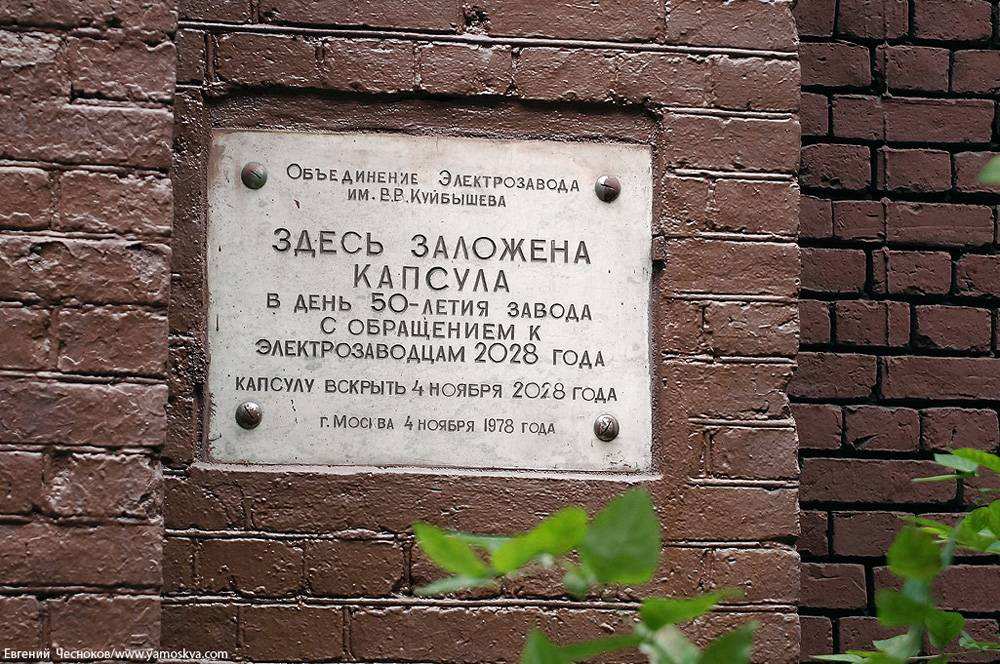 Объединение Электрозавода
им. В.В. Куйбышева
ЗДЕСЬ ЗАЛОЖЕНА
КАПСУЛА
В ДЕНЬ 50-ЛЕТИЯ ЗАВОДА
С ОБРАЩЕНИЕМ К
ЭЛЕКТРОЗАВОДЦАМ 2028 ГОДА
КАПСУЛУ ВСКРЫТЬ 4 НОЯБРЯ 2028 ГОДА
г. Москва 4 ноября 1978 года
Евгений Чесноков/www.yamoskva.com